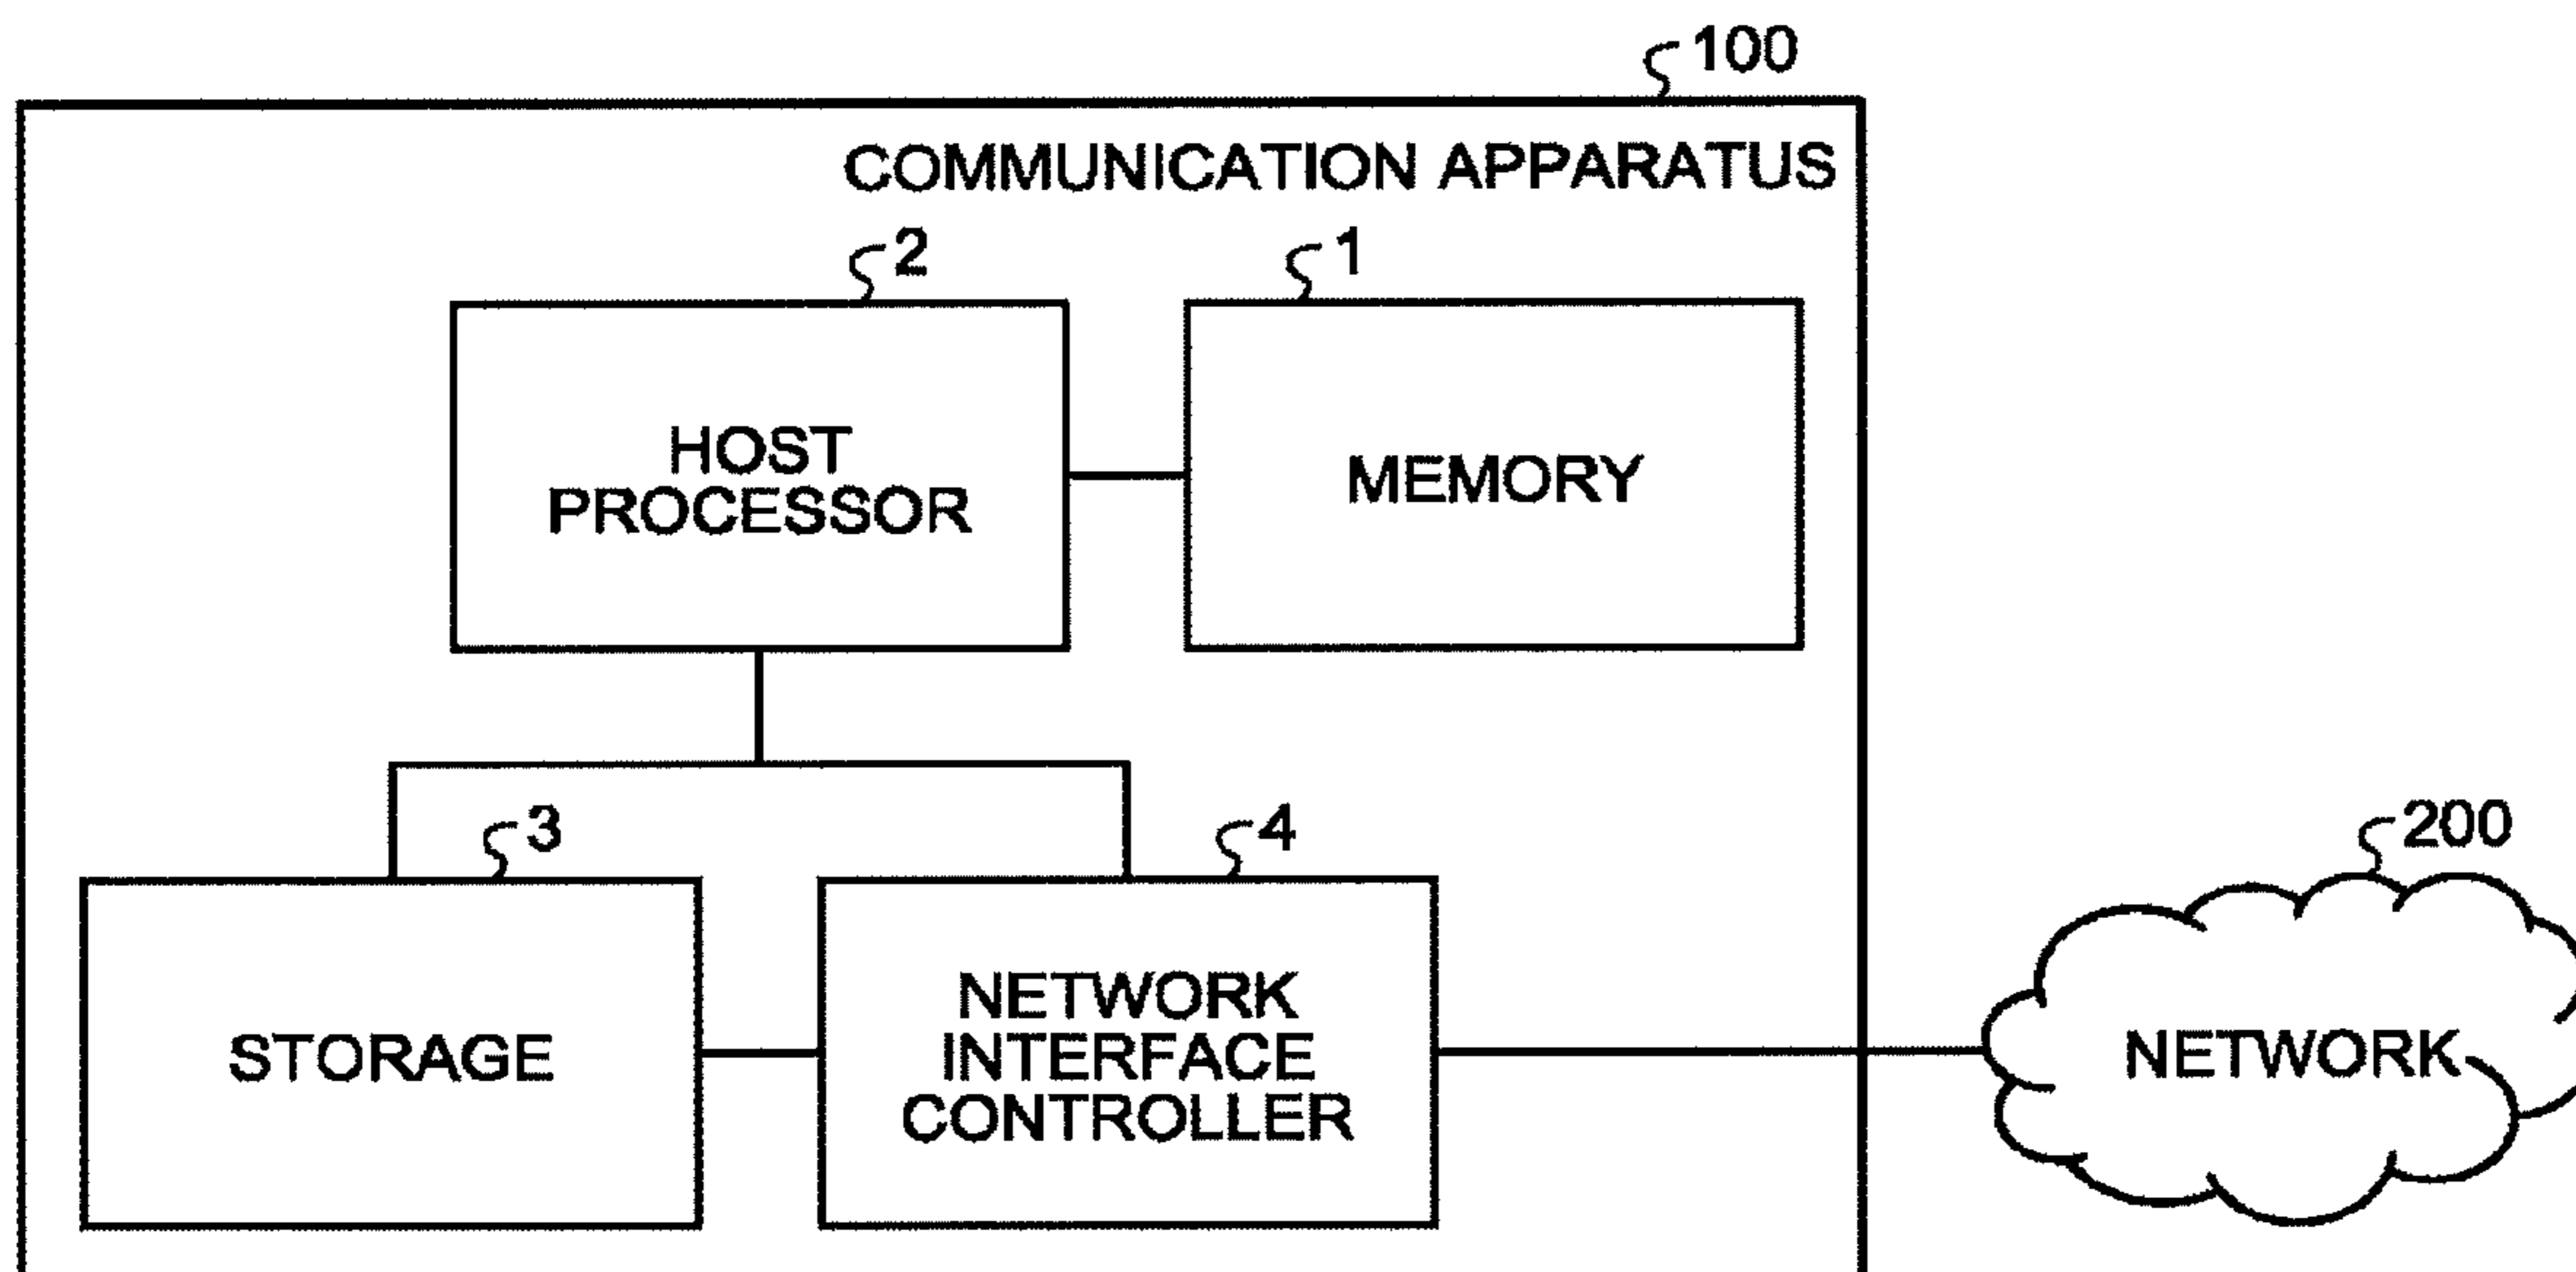 100
COMMUNICATION APPARATUS
2
1
HOST
PROCESSOR
MEMORY
3
4
200
STORAGE
NETWORK
INTERFACE
CONTROLLER
NETWORK